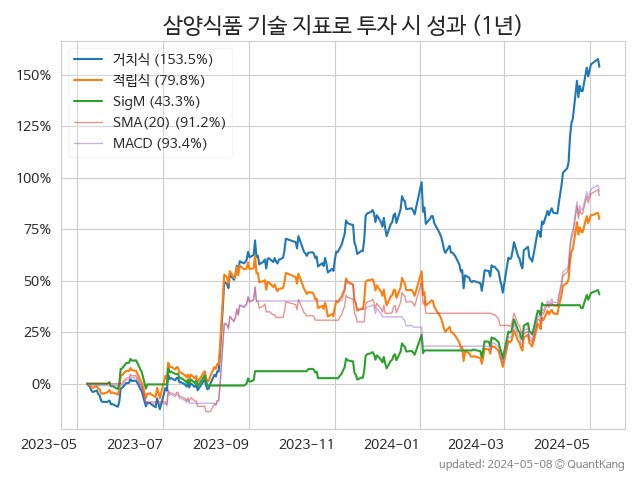 삼양식품 기술 지표로 투자 시 성과 (1년)
거치식 (153.5%)
적립식 (79.8%)
SigM (43.3%)
SMA(20) (91.2%)
MACD (93.4%)
150%
125%
100%
75%
50%
25%
0%
2023-05 2023-07 2023-09 2023-11 2024-01 2024-03 2024-05
updated: 2024-05-08 ⓒ QuantKang